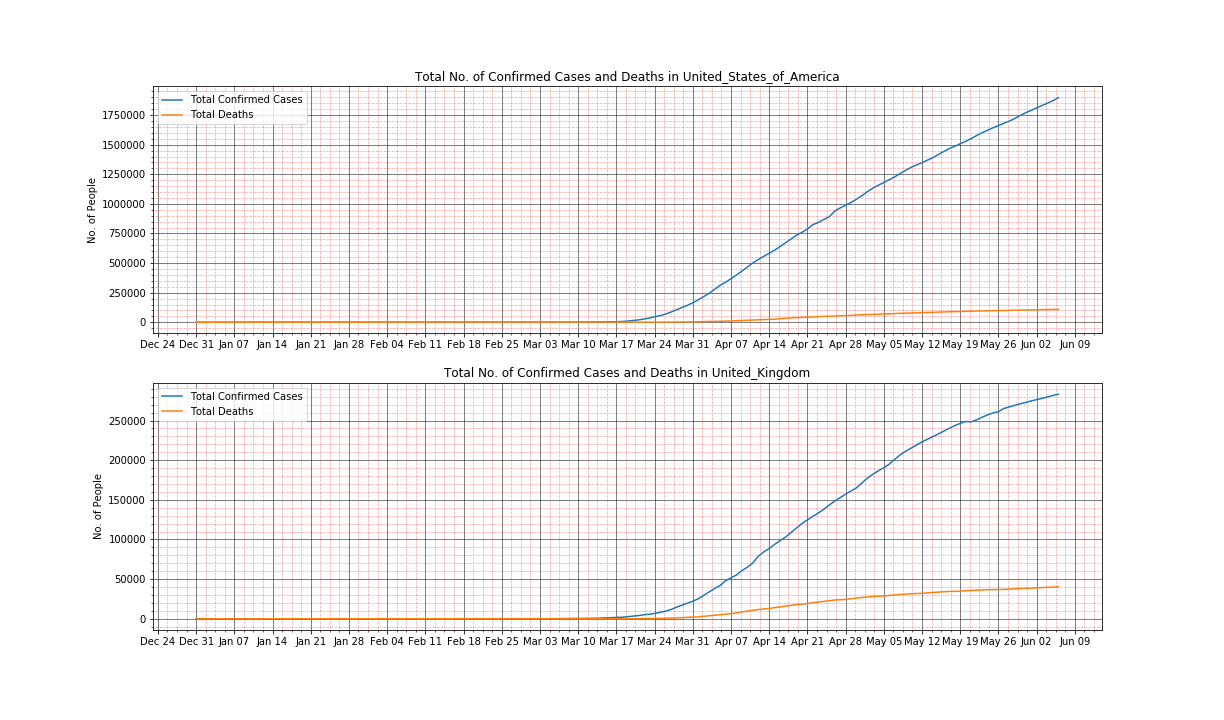 Total No. of Confirmed Cases and Deaths in United_States_of_America
Total Confirmed Cases
Total Deaths
No. of People
1750000
1500000
1250000
1000000
750000
500000
250000
0
Dec 24 Dec 31 Jan 07 Jan 14 Jan 21 Jan 28 Feb 04 Feb 11 Feb 18 Feb 25 Mar 03 Mar 10 Mar 17 Mar 24 Mar 31 Apr 07 Apr 14 Apr 21 Apr 28 May 05 May 12 May 19 May 26 Jun 02 Jun 09
Total No. of Confirmed Cases and Deaths in United_Kingdom
Total Confirmed Cases
Total Deaths
No. of People
250000
200000
150000
100000
50000
0
Dec 24 Dec 31 Jan 07 Jan 14 Jan 21 Jan 28 Feb 04 Feb 11 Feb 18 Feb 25 Mar 03 Mar 10 Mar 17 Mar 24 Mar 31 Apr 07 Apr 14 Apr 21 Apr 28 May 05 May 12 May 19 May 26 Jun 02 Jun 09